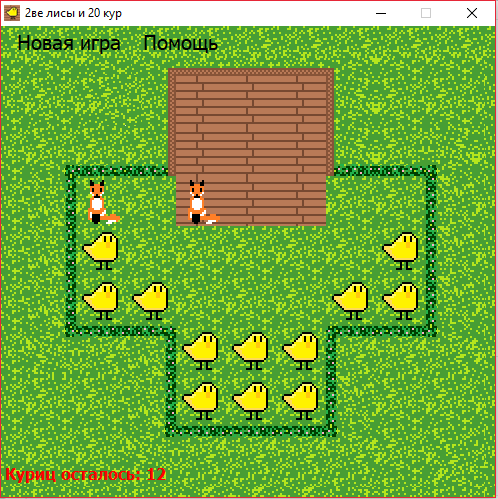 2ве лисы и 20 кур
Новая игра Помощь
Куриц осталось: 12